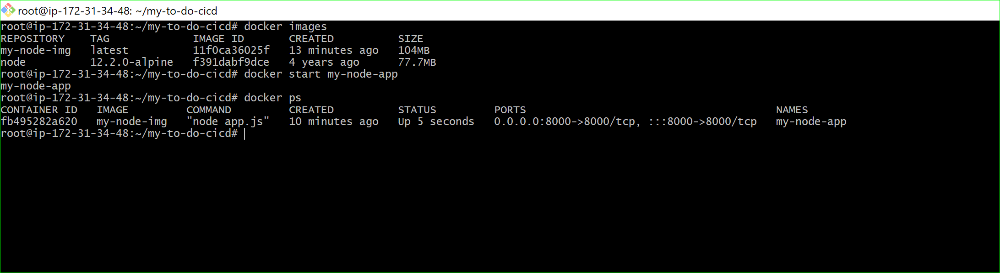 root@ip-172-31-34-48: ~/my-to-do-cicd
root@ip-172-31-34-48:~/my-to-do-cicd# docker images
REPOSITORY    TAG               IMAGE ID       CREATED          SIZE
my-node-img   latest            11f0ca36025f   13 minutes ago   104MB
node          12.2.0-alpine   f391dabf9dce   4 years ago      77.7MB
root@ip-172-31-34-48:~/my-to-do-cicd# docker start my-node-app
my-node-app
root@ip-172-31-34-48:~/my-to-do-cicd# docker ps
CONTAINER ID   IMAGE         COMMAND         CREATED          STATUS         PORTS                                       NAMES
fb495282a620   my-node-img   "node app.js"   10 minutes ago   Up 5 seconds   0.0.0.0:8000->8000/tcp, :::8000->8000/tcp   my-node-app
root@ip-172-31-34-48:~/my-to-do-cicd#